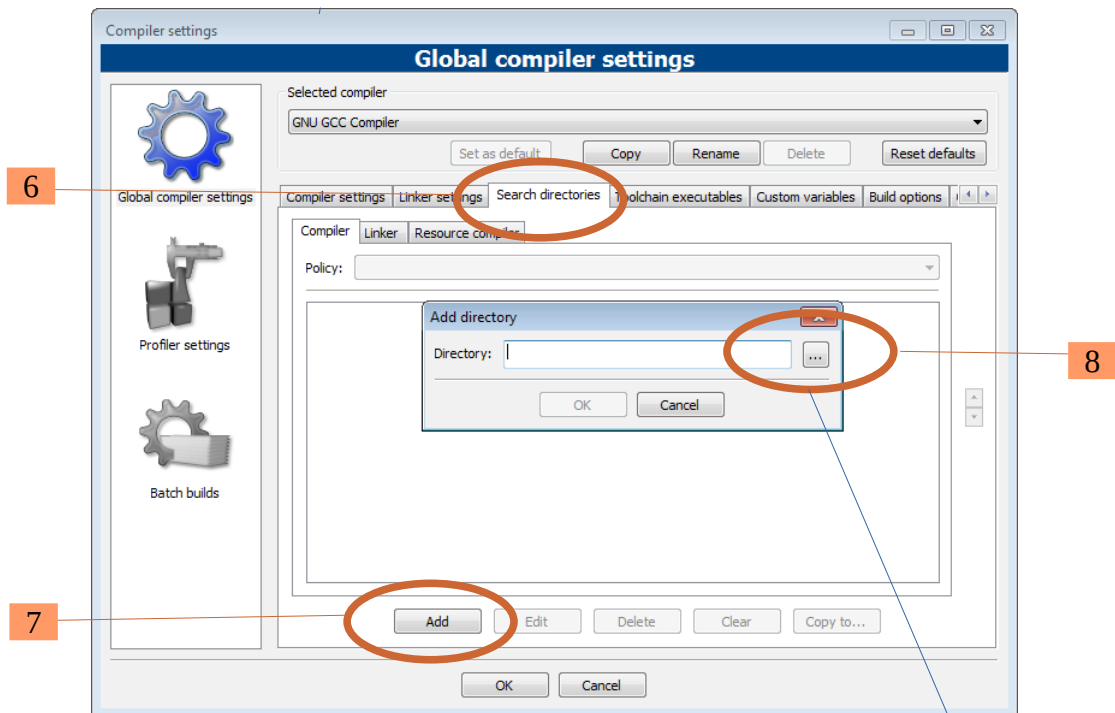 Compiler settings
Global compiler settings
Selected compiler
GNU GCC Compiler
Set as default Copy Rename Delete Reset defaults
6
Global compiler settings
Compiler settings Linker settings Search directories Toolchain executables Custom variables Build options
Compiler Linker Resource compiler
Policy:
Add directory
Directory: ...
8
Profiler settings
OK Cancel
Batch builds
7
Add Edit Delete Clear Copy to...
OK Cancel